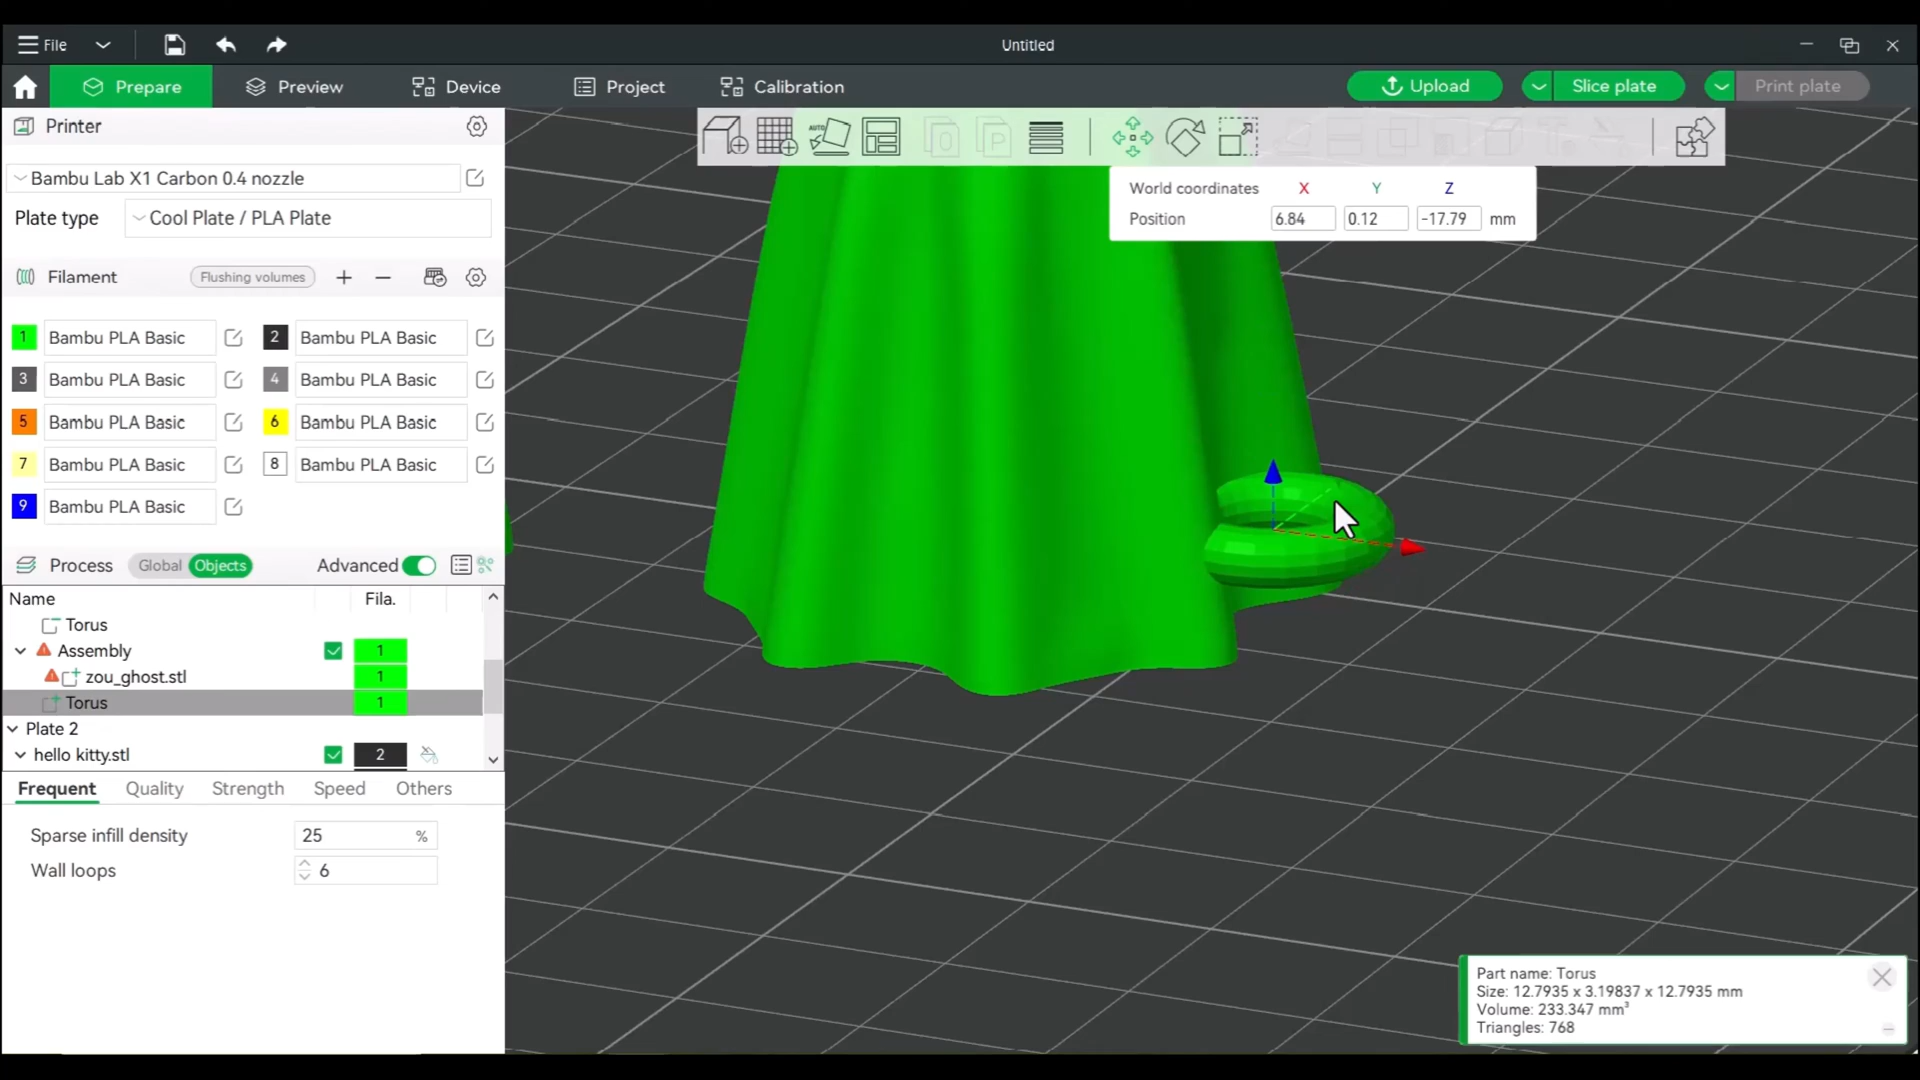 File
Untitled
Prepare
Preview
Device
Project
Calibration
Upload
Slice plate
Print plate
Printer
Bambu Lab X1 Carbon 0.4 nozzle
Plate type
Cool Plate / PLA Plate
AUTO
World coordinates X Y Z
Position 6.84 0.12 -17.79 mm
Filament
Flushing volumes
1 Bambu PLA Basic
2 Bambu PLA Basic
3 Bambu PLA Basic
4 Bambu PLA Basic
5 Bambu PLA Basic
6 Bambu PLA Basic
7 Bambu PLA Basic
8 Bambu PLA Basic
9 Bambu PLA Basic
Process
Global
Objects
Advanced
Name Fila.
Torus
Assembly 1
zou_ghost.stl 1
Torus 1
Plate 2
hello kitty.stl 2
Frequent
Quality
Strength
Speed
Others
Sparse infill density 25 %
Wall loops 6
Part name: Torus
Size: 12.7935 x 3.19837 x 12.7935 mm
Volume: 233.347 mm³
Triangles: 768